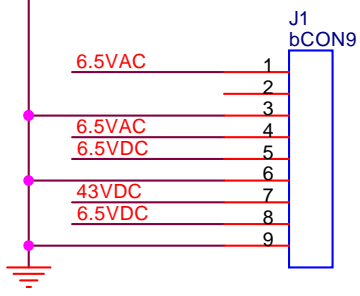 J1
bCON9
6.5VAC 1
2
3
6.5VAC 4
6.5VDC 5
6
43VDC 7
6.5VDC 8
9